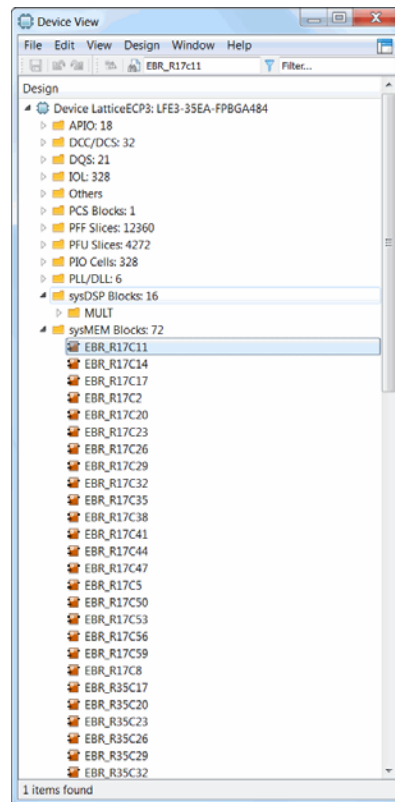 Device View
File Edit View Design Window Help
EBR_R17c11 Filter...
Design
Device LatticeECP3: LFE3-35EA-FPBGA484
APIO: 18
DCC/DCS: 32
DQS: 21
IOL: 328
Others
PCS Blocks: 1
PFF Slices: 12360
PFU Slices: 4272
PIO Cells: 328
PLL/DLL: 6
sysDSP Blocks: 16
MULT
sysMEM Blocks: 72
EBR_R17C11
EBR_R17C14
EBR_R17C17
EBR_R17C2
EBR_R17C20
EBR_R17C23
EBR_R17C26
EBR_R17C29
EBR_R17C32
EBR_R17C35
EBR_R17C38
EBR_R17C41
EBR_R17C44
EBR_R17C47
EBR_R17C5
EBR_R17C50
EBR_R17C53
EBR_R17C56
EBR_R17C59
EBR_R17C8
EBR_R35C17
EBR_R35C20
EBR_R35C23
EBR_R35C26
EBR_R35C29
EBR_R35C32
1 items found